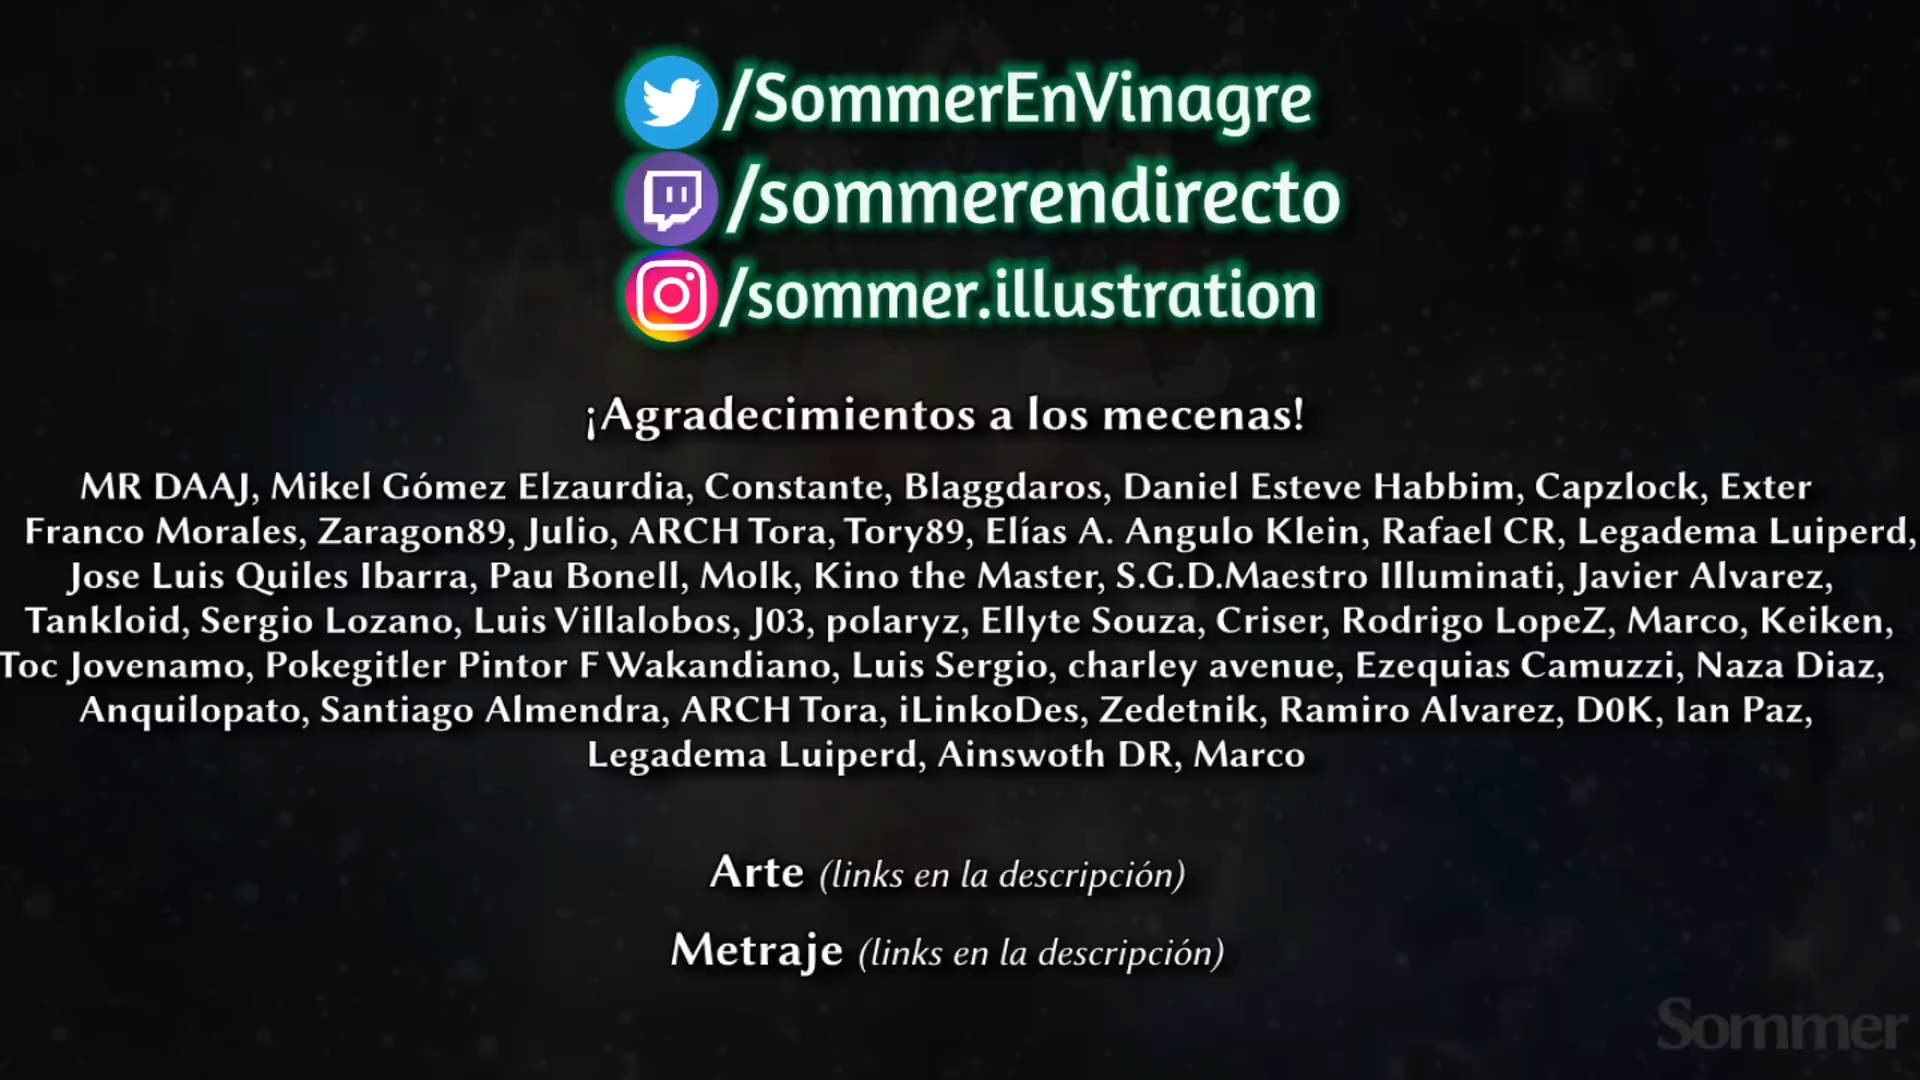 /SommerEnVinagre
/sommerendirecto
/sommer.illustration
¡Agradecimientos a los mecenas!
MR DAAJ, Mikel Gómez Elzaurdia, Constante, Blaggdaros, Daniel Esteve Habbim, Capzlock, Exter
Franco Morales, Zaragon89, Julio, ARCH Tora, Tory89, Elías A. Angulo Klein, Rafael CR, Legadema Luiperd,
Jose Luis Quiles Ibarra, Pau Bonell, Molk, Kino the Master, S.G.D.Maestro Illuminati, Javier Alvarez,
Tankloid, Sergio Lozano, Luis Villalobos, J03, polaryz, Ellyte Souza, Criser, Rodrigo LopeZ, Marco, Keiken,
Toc Jovenamo, Pokegitler Pintor F Wakandiano, Luis Sergio, charley avenue, Ezequias Camuzzi, Naza Diaz,
Anquilopato, Santiago Almendra, ARCH Tora, iLinkoDes, Zedetnik, Ramiro Alvarez, D0K, Ian Paz,
Legadema Luiperd, Ainswoth DR, Marco
Arte (links en la descripción)
Metraje (links en la descripción)
Sommer